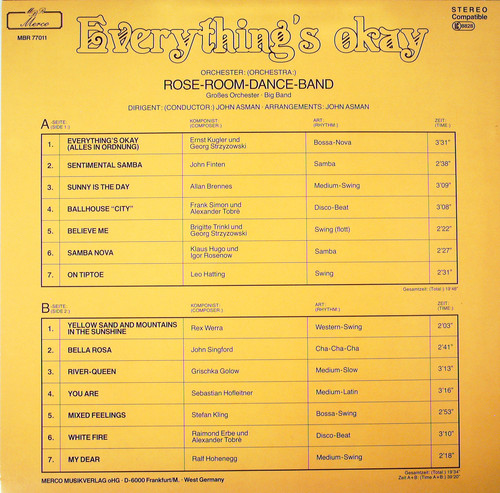 Merco
MBR 77011
Everything's okay
STEREO
Compatible
ORCHESTER: (ORCHESTRA:)
ROSE-ROOM-DANCE-BAND
Großes Orchester · Big Band
DIRIGENT: (CONDUCTOR:) JOHN ASMAN · ARRANGEMENTS: JOHN ASMAN
A-SEITE: (SIDE 1:) KOMPONIST: (COMPOSER:) ART: (RHYTHM:) ZEIT: (TIME:)
1. EVERYTHING'S OKAY (ALLES IN ORDNUNG) Ernst Kugler und Georg Strzyzowski Bossa-Nova 3'31"
2. SENTIMENTAL SAMBA John Finten Samba 2'38"
3. SUNNY IS THE DAY Allan Brennes Medium-Swing 3'09"
4. BALLHOUSE "CITY" Frank Simon und Alexander Tobré Disco-Beat 3'08"
5. BELIEVE ME Brigitte Trinkl und Georg Strzyzowski Swing (flott) 2'22"
6. SAMBA NOVA Klaus Hugo und Igor Rosenow Samba 2'27"
7. ON TIPTOE Leo Hatting Swing 2'31"
Gesamtzeit: (Total:) 19'46"
B-SEITE: (SIDE 2:) KOMPONIST: (COMPOSER:) ART: (RHYTHM:) ZEIT: (TIME:)
1. YELLOW SAND AND MOUNTAINS IN THE SUNSHINE Rex Werra Western-Swing 2'03"
2. BELLA ROSA John Singford Cha-Cha-Cha 2'41"
3. RIVER-QUEEN Grischka Golow Medium-Slow 3'13"
4. YOU ARE Sebastian Hofleitner Medium-Latin 3'16"
5. MIXED FEELINGS Stefan Kling Bossa-Swing 2'53"
6. WHITE FIRE Raimond Erbe und Alexander Tobré Disco-Beat 3'10"
7. MY DEAR Ralf Hohenegg Medium-Swing 2'18"
Gesamtzeit: (Total:) 19'34"
Zeit A+B: (Times A+B:) 39'20"
MERCO MUSIKVERLAG oHG · D-6000 Frankfurt/M. · West Germany